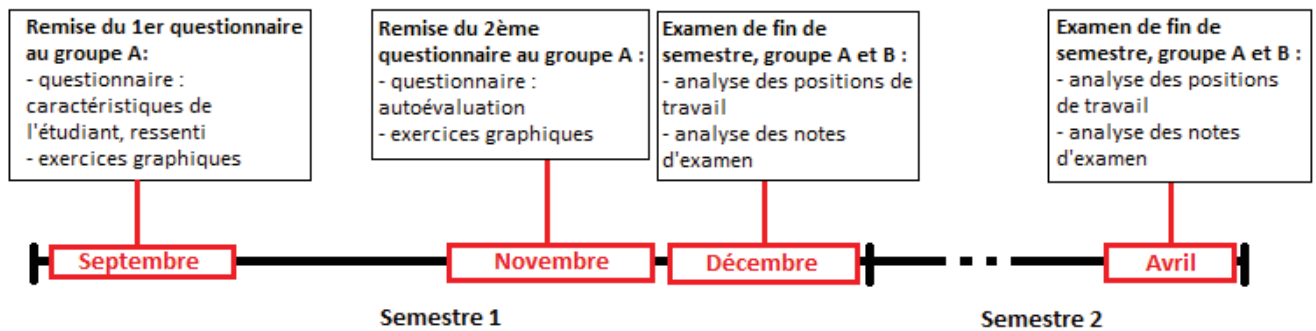 Remise du 1er questionnaire
au groupe A:
- questionnaire :
caractéristiques de
l'étudiant, ressenti
- exercices graphiques
Remise du 2ème
questionnaire au groupe A :
- questionnaire :
autoévaluation
- exercices graphiques
Examen de fin de
semestre, groupe A et B :
- analyse des positions de
travail
- analyse des notes
d'examen
Examen de fin de
semestre, groupe A et B :
- analyse des positions
de travail
- analyse des notes
d'examen
Septembre
Novembre
Décembre
Avril
Semestre 1
Semestre 2